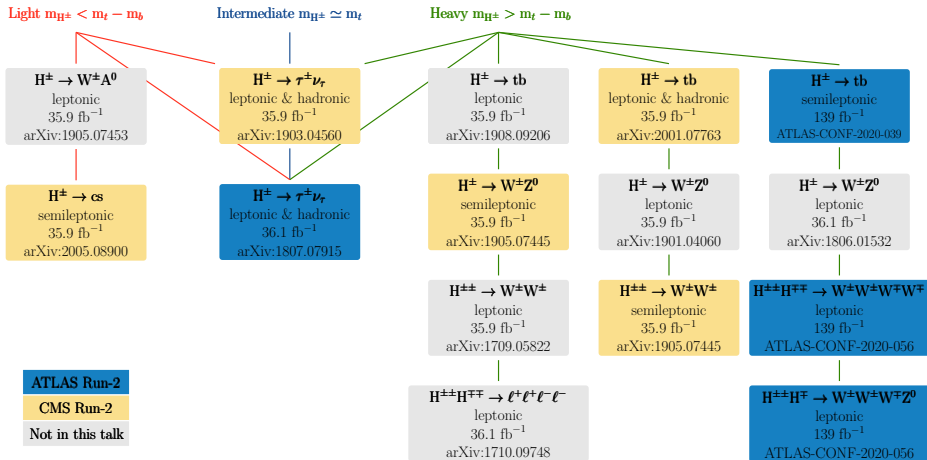 Light m_H± < m_t − m_b
Intermediate m_H± ≃ m_t
Heavy m_H± > m_t − m_b
H± → W±A⁰
leptonic
35.9 fb⁻¹
arXiv:1905.07453
H± → τ±ν_τ
leptonic & hadronic
35.9 fb⁻¹
arXiv:1903.04560
H± → tb
leptonic
35.9 fb⁻¹
arXiv:1908.09206
H± → tb
leptonic & hadronic
35.9 fb⁻¹
arXiv:2001.07763
H± → tb
semileptonic
139 fb⁻¹
ATLAS-CONF-2020-039
H± → cs
semileptonic
35.9 fb⁻¹
arXiv:2005.08900
H± → τ±ν_τ
leptonic & hadronic
36.1 fb⁻¹
arXiv:1807.07915
H± → W±Z⁰
semileptonic
35.9 fb⁻¹
arXiv:1905.07445
H± → W±Z⁰
leptonic
35.9 fb⁻¹
arXiv:1901.04060
H± → W±Z⁰
leptonic
36.1 fb⁻¹
arXiv:1806.01532
H±± → W±W±
leptonic
35.9 fb⁻¹
arXiv:1709.05822
H±± → W±W±
semileptonic
35.9 fb⁻¹
arXiv:1905.07445
H±±H∓∓ → W±W±W∓W∓
leptonic
139 fb⁻¹
ATLAS-CONF-2020-056
H±±H∓∓ → ℓ⁺ℓ⁺ℓ⁻ℓ⁻
leptonic
36.1 fb⁻¹
arXiv:1710.09748
H±±H∓ → W±W±W∓Z⁰
leptonic
139 fb⁻¹
ATLAS-CONF-2020-056
ATLAS Run-2
CMS Run-2
Not in this talk